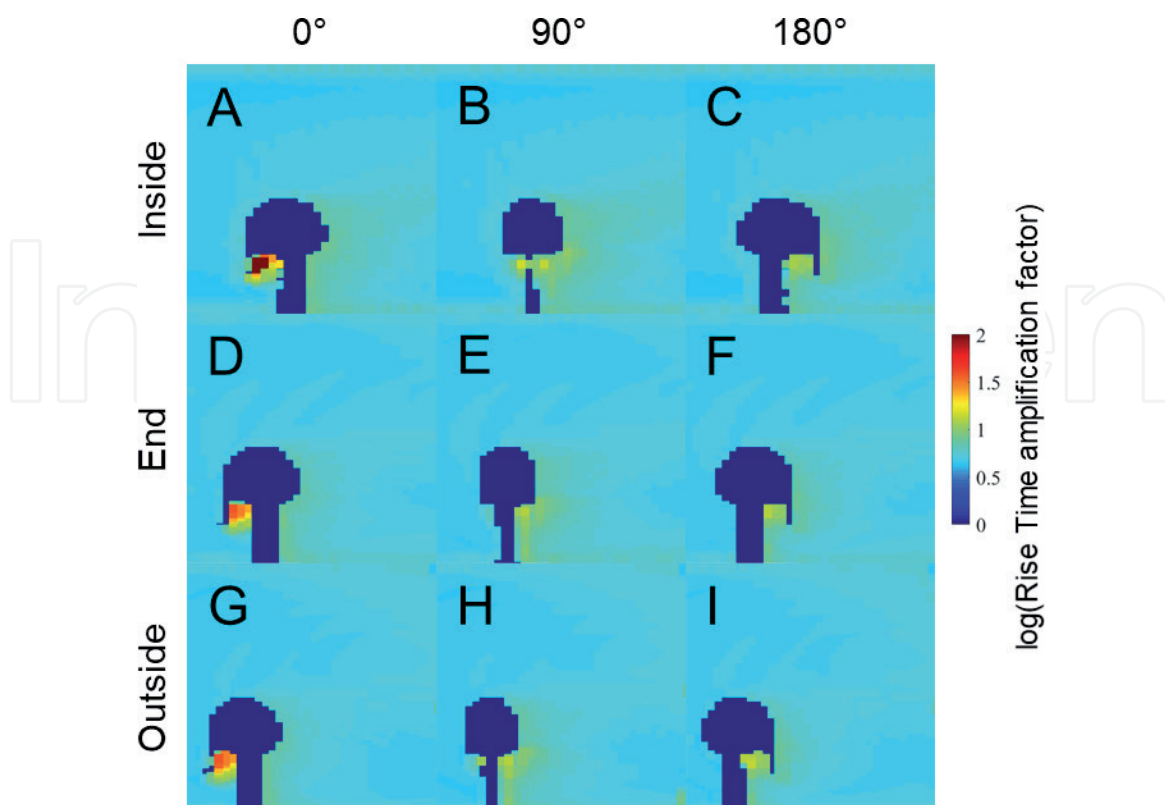 0° 90° 180°
Inside
A B C
End
D E F
Outside
G H I
2
1.5
1
0.5
0
log(Rise Time amplification factor)